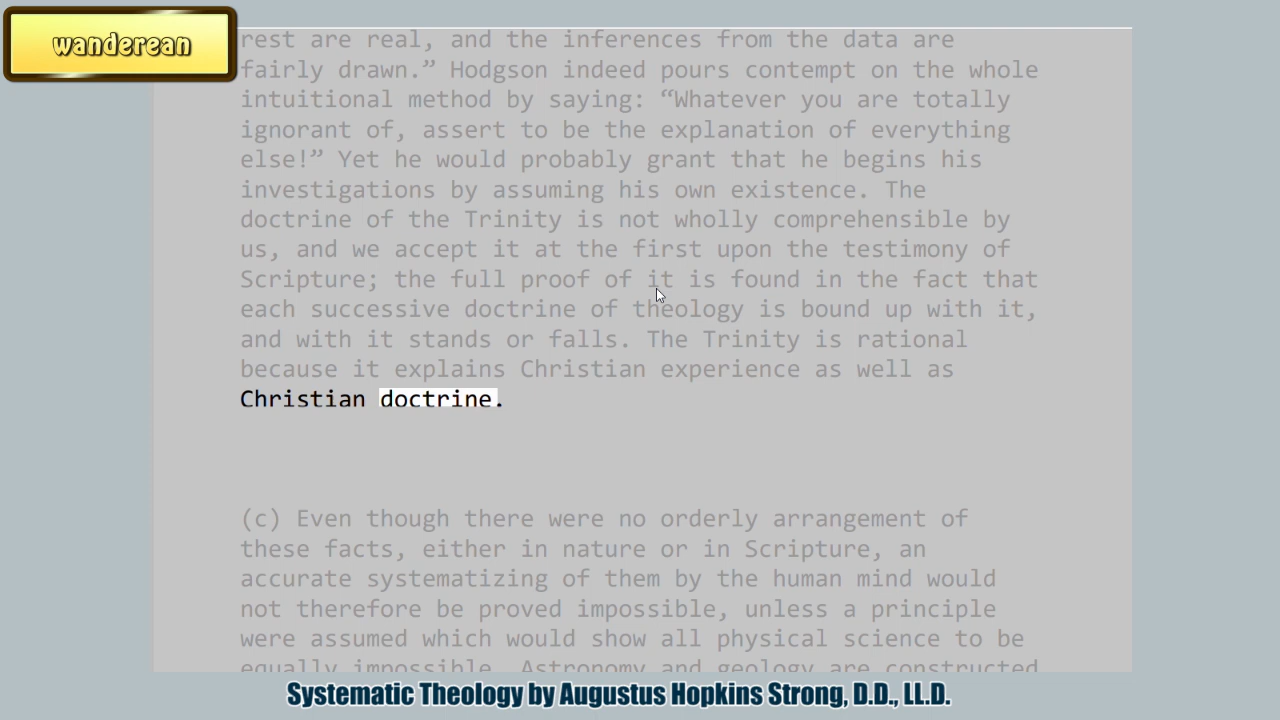 wanderean
rest are real, and the inferences from the data are
fairly drawn.” Hodgson indeed pours contempt on the whole
intuitional method by saying: “Whatever you are totally
ignorant of, assert to be the explanation of everything
else!” Yet he would probably grant that he begins his
investigations by assuming his own existence. The
doctrine of the Trinity is not wholly comprehensible by
us, and we accept it at the first upon the testimony of
Scripture; the full proof of it is found in the fact that
each successive doctrine of theology is bound up with it,
and with it stands or falls. The Trinity is rational
because it explains Christian experience as well as
Christian doctrine.
(c) Even though there were no orderly arrangement of
these facts, either in nature or in Scripture, an
accurate systematizing of them by the human mind would
not therefore be proved impossible, unless a principle
were assumed which would show all physical science to be
equally impossible. Astronomy and geology are constructed
Systematic Theology by Augustus Hopkins Strong, D.D., LL.D.